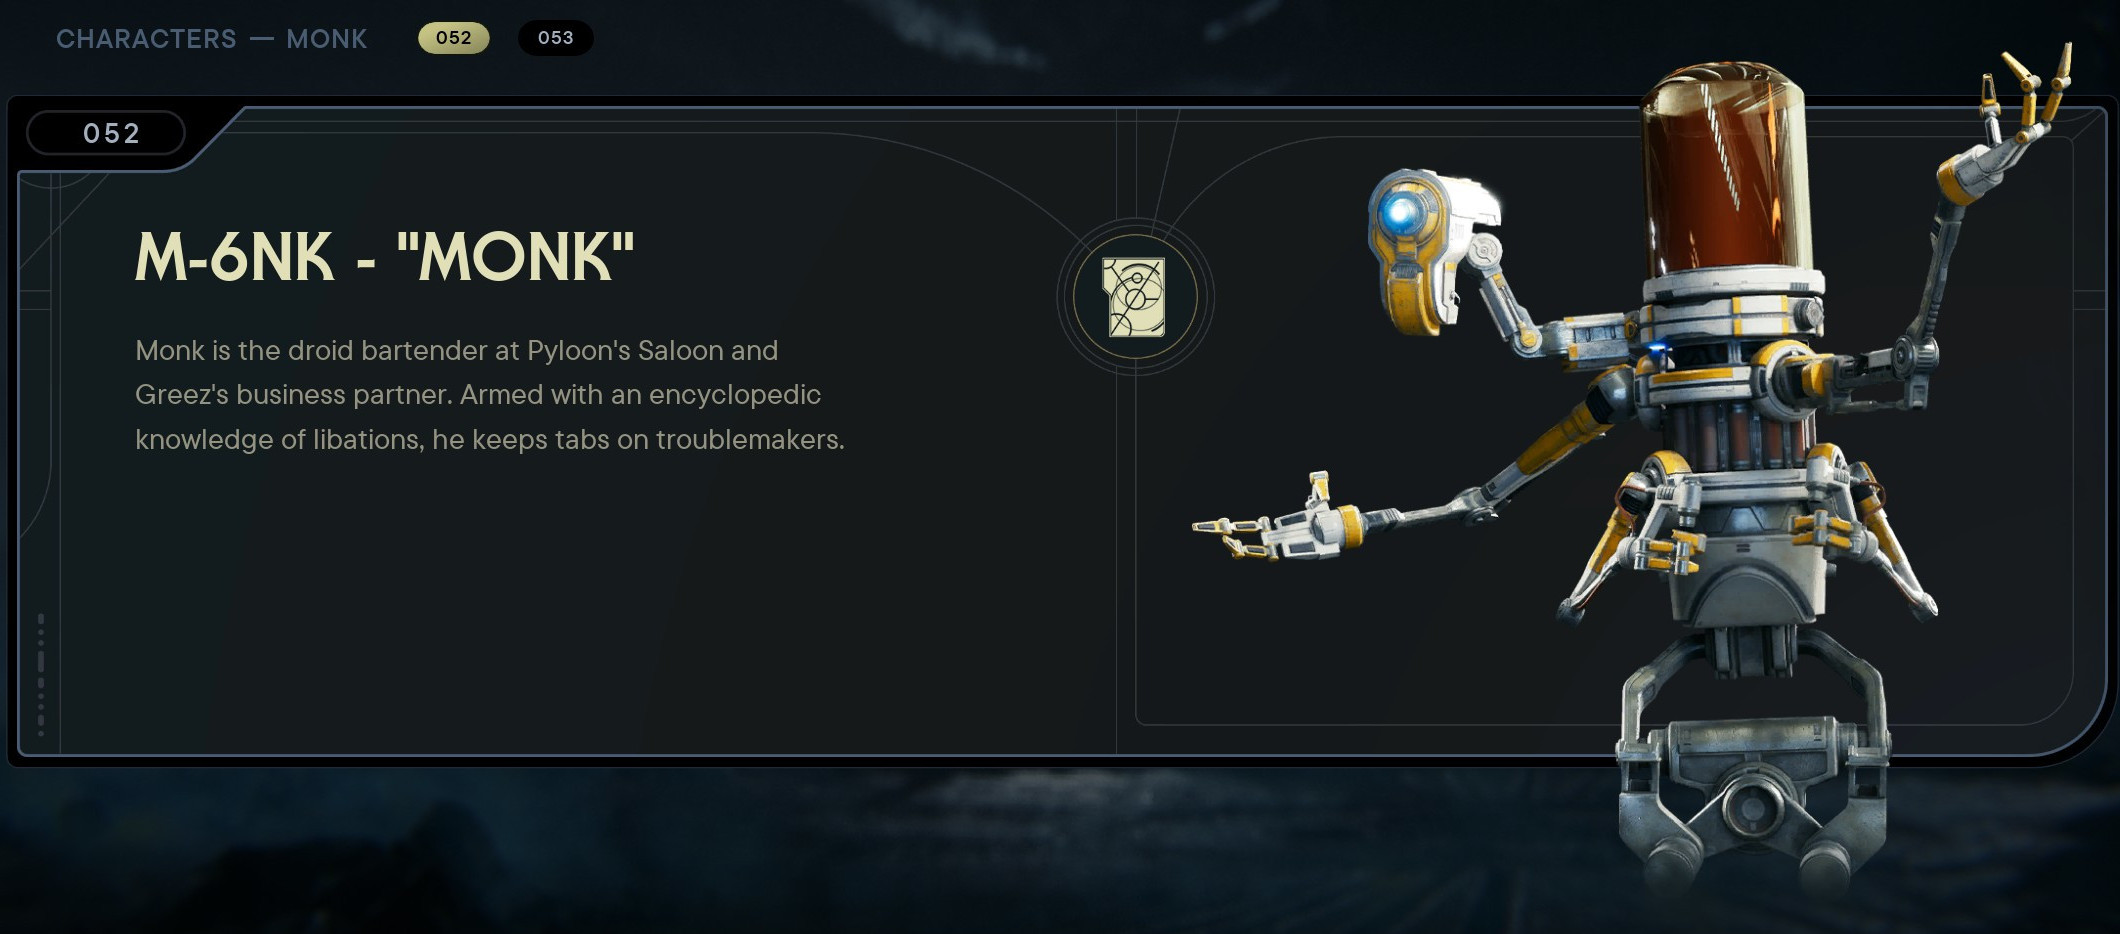 CHARACTERS — MONK 052 053
052
M-6NK - "MONK"
Monk is the droid bartender at Pyloon's Saloon and
Greez's business partner. Armed with an encyclopedic
knowledge of libations, he keeps tabs on troublemakers.